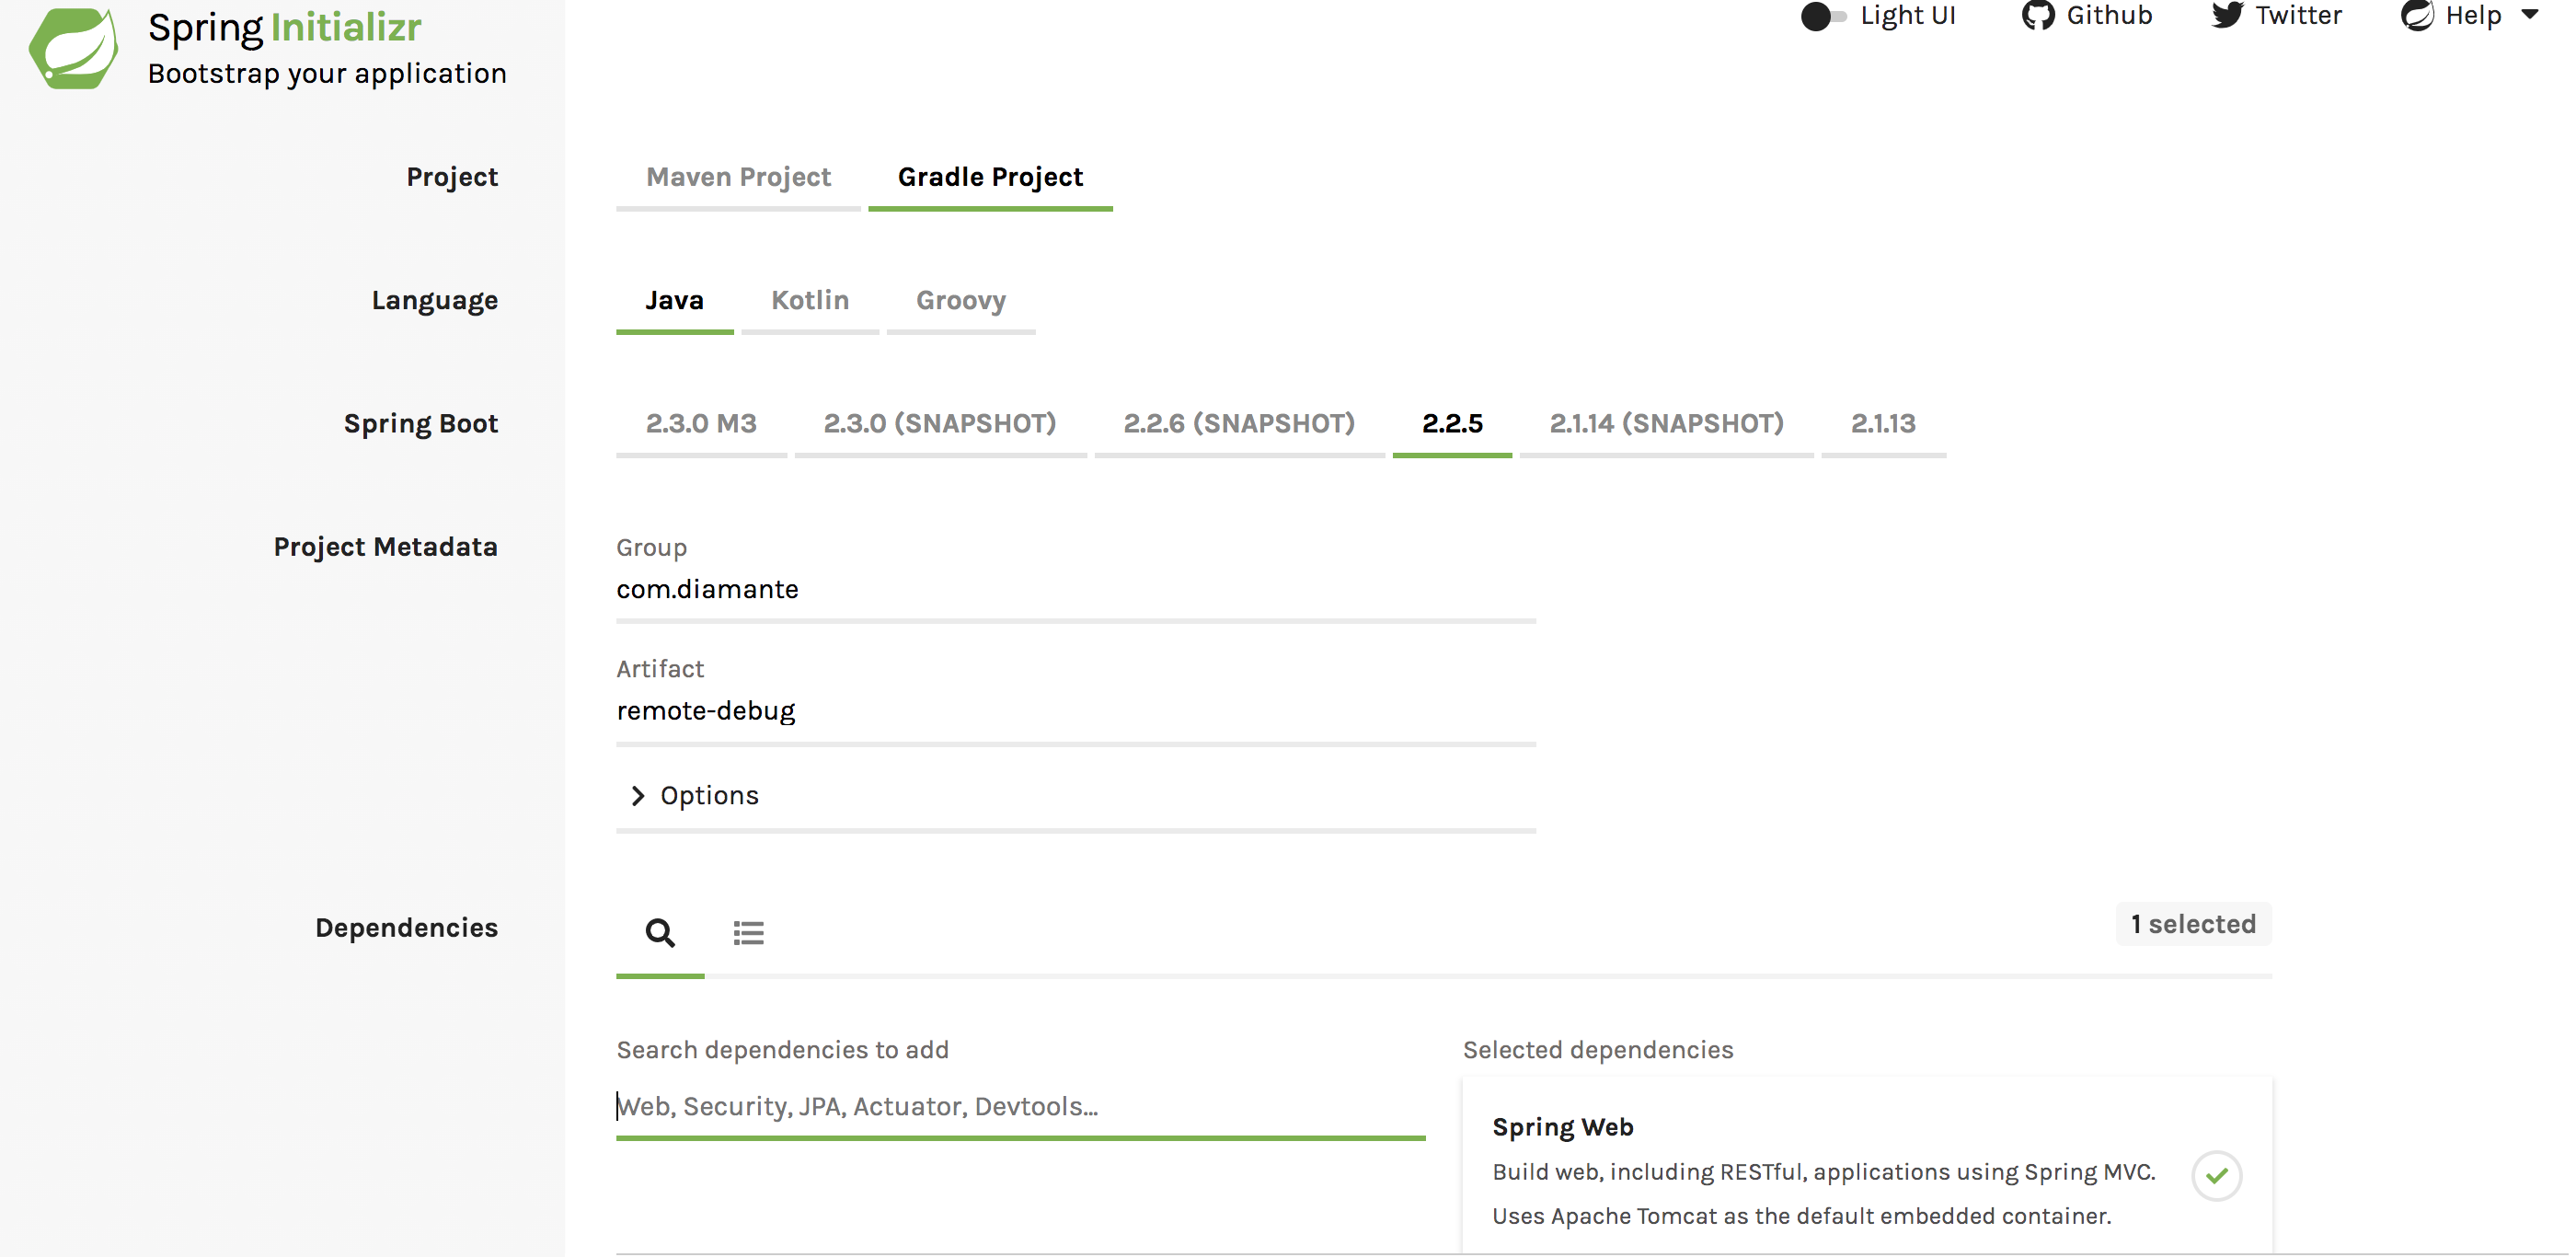 Spring Initializr
Bootstrap your application
Light UI
Github
Twitter
Help
Project
Maven Project
Gradle Project
Language
Java
Kotlin
Groovy
Spring Boot
2.3.0 M3
2.3.0 (SNAPSHOT)
2.2.6 (SNAPSHOT)
2.2.5
2.1.14 (SNAPSHOT)
2.1.13
Project Metadata
Group
com.diamante
Artifact
remote-debug
Options
Dependencies
1 selected
Search dependencies to add
Web, Security, JPA, Actuator, Devtools...
Selected dependencies
Spring Web
Build web, including RESTful, applications using Spring MVC.
Uses Apache Tomcat as the default embedded container.